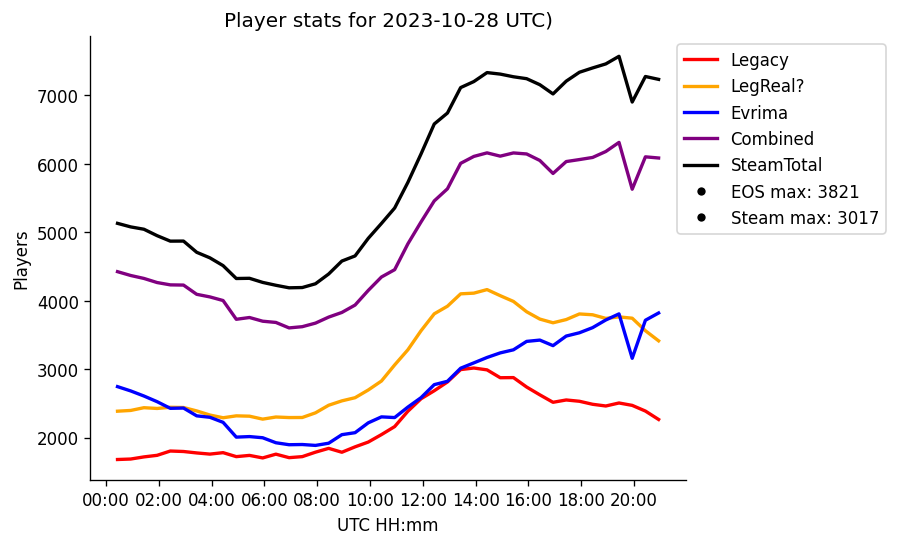 Player stats for 2023-10-28 UTC)
Legacy
LegReal?
Evrima
Combined
SteamTotal
EOS max: 3821
Steam max: 3017
Players
7000
6000
5000
4000
3000
2000
00:00 02:00 04:00 06:00 08:00 10:00 12:00 14:00 16:00 18:00 20:00
UTC HH:mm